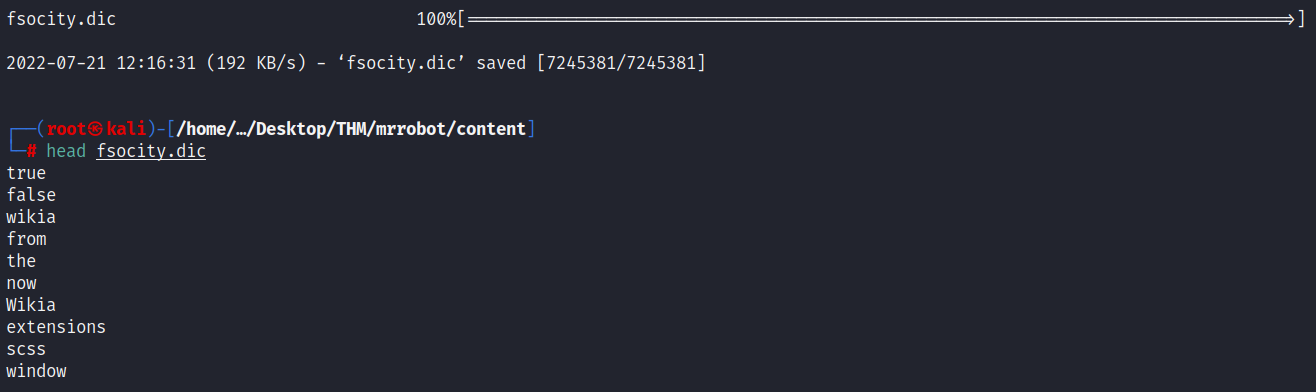 fsocity.dic 100%[===================================================================================>]
2022-07-21 12:16:31 (192 KB/s) - ‘fsocity.dic’ saved [7245381/7245381]
┌──(root㉿kali)-[/home/…/Desktop/THM/mrrobot/content]
└─# head fsocity.dic
true
false
wikia
from
the
now
Wikia
extensions
scss
window